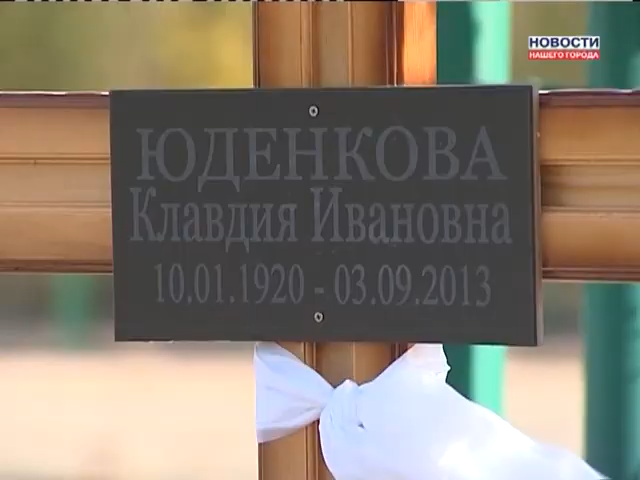 НОВОСТИ
НАШЕГО ГОРОДА
ЮДЕНКОВА
Клавдия Ивановна
10.01.1920 - 03.09.2013